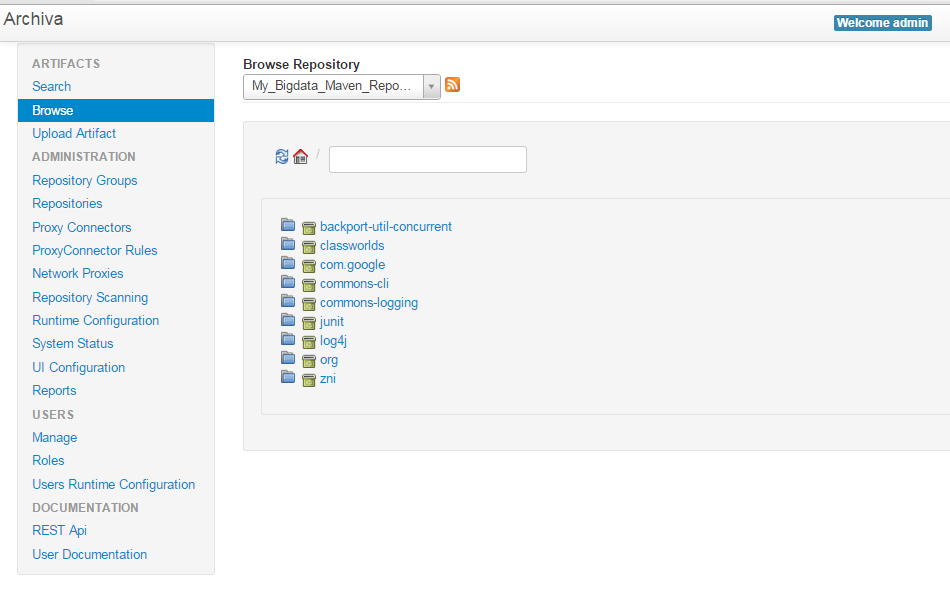 Archiva
Welcome admin
ARTIFACTS
Search
Browse
Upload Artifact
ADMINISTRATION
Repository Groups
Repositories
Proxy Connectors
ProxyConnector Rules
Network Proxies
Repository Scanning
Runtime Configuration
System Status
UI Configuration
Reports
USERS
Manage
Roles
Users Runtime Configuration
DOCUMENTATION
REST Api
User Documentation
Browse Repository
My_Bigdata_Maven_Repo...
/
backport-util-concurrent
classworlds
com.google
commons-cli
commons-logging
junit
log4j
org
zni